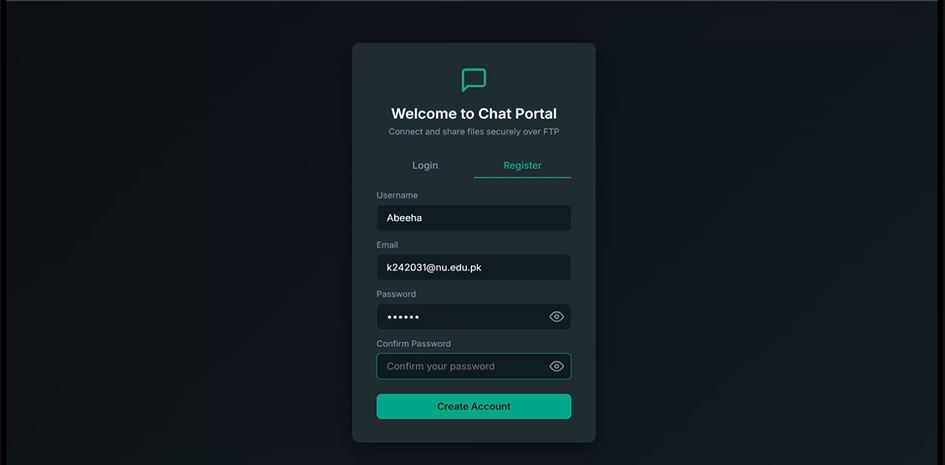 Welcome to Chat Portal
Connect and share files securely over FTP
Login Register
Username
Abeeha
Email
k242031@nu.edu.pk
Password
••••••
Confirm Password
Confirm your password
Create Account